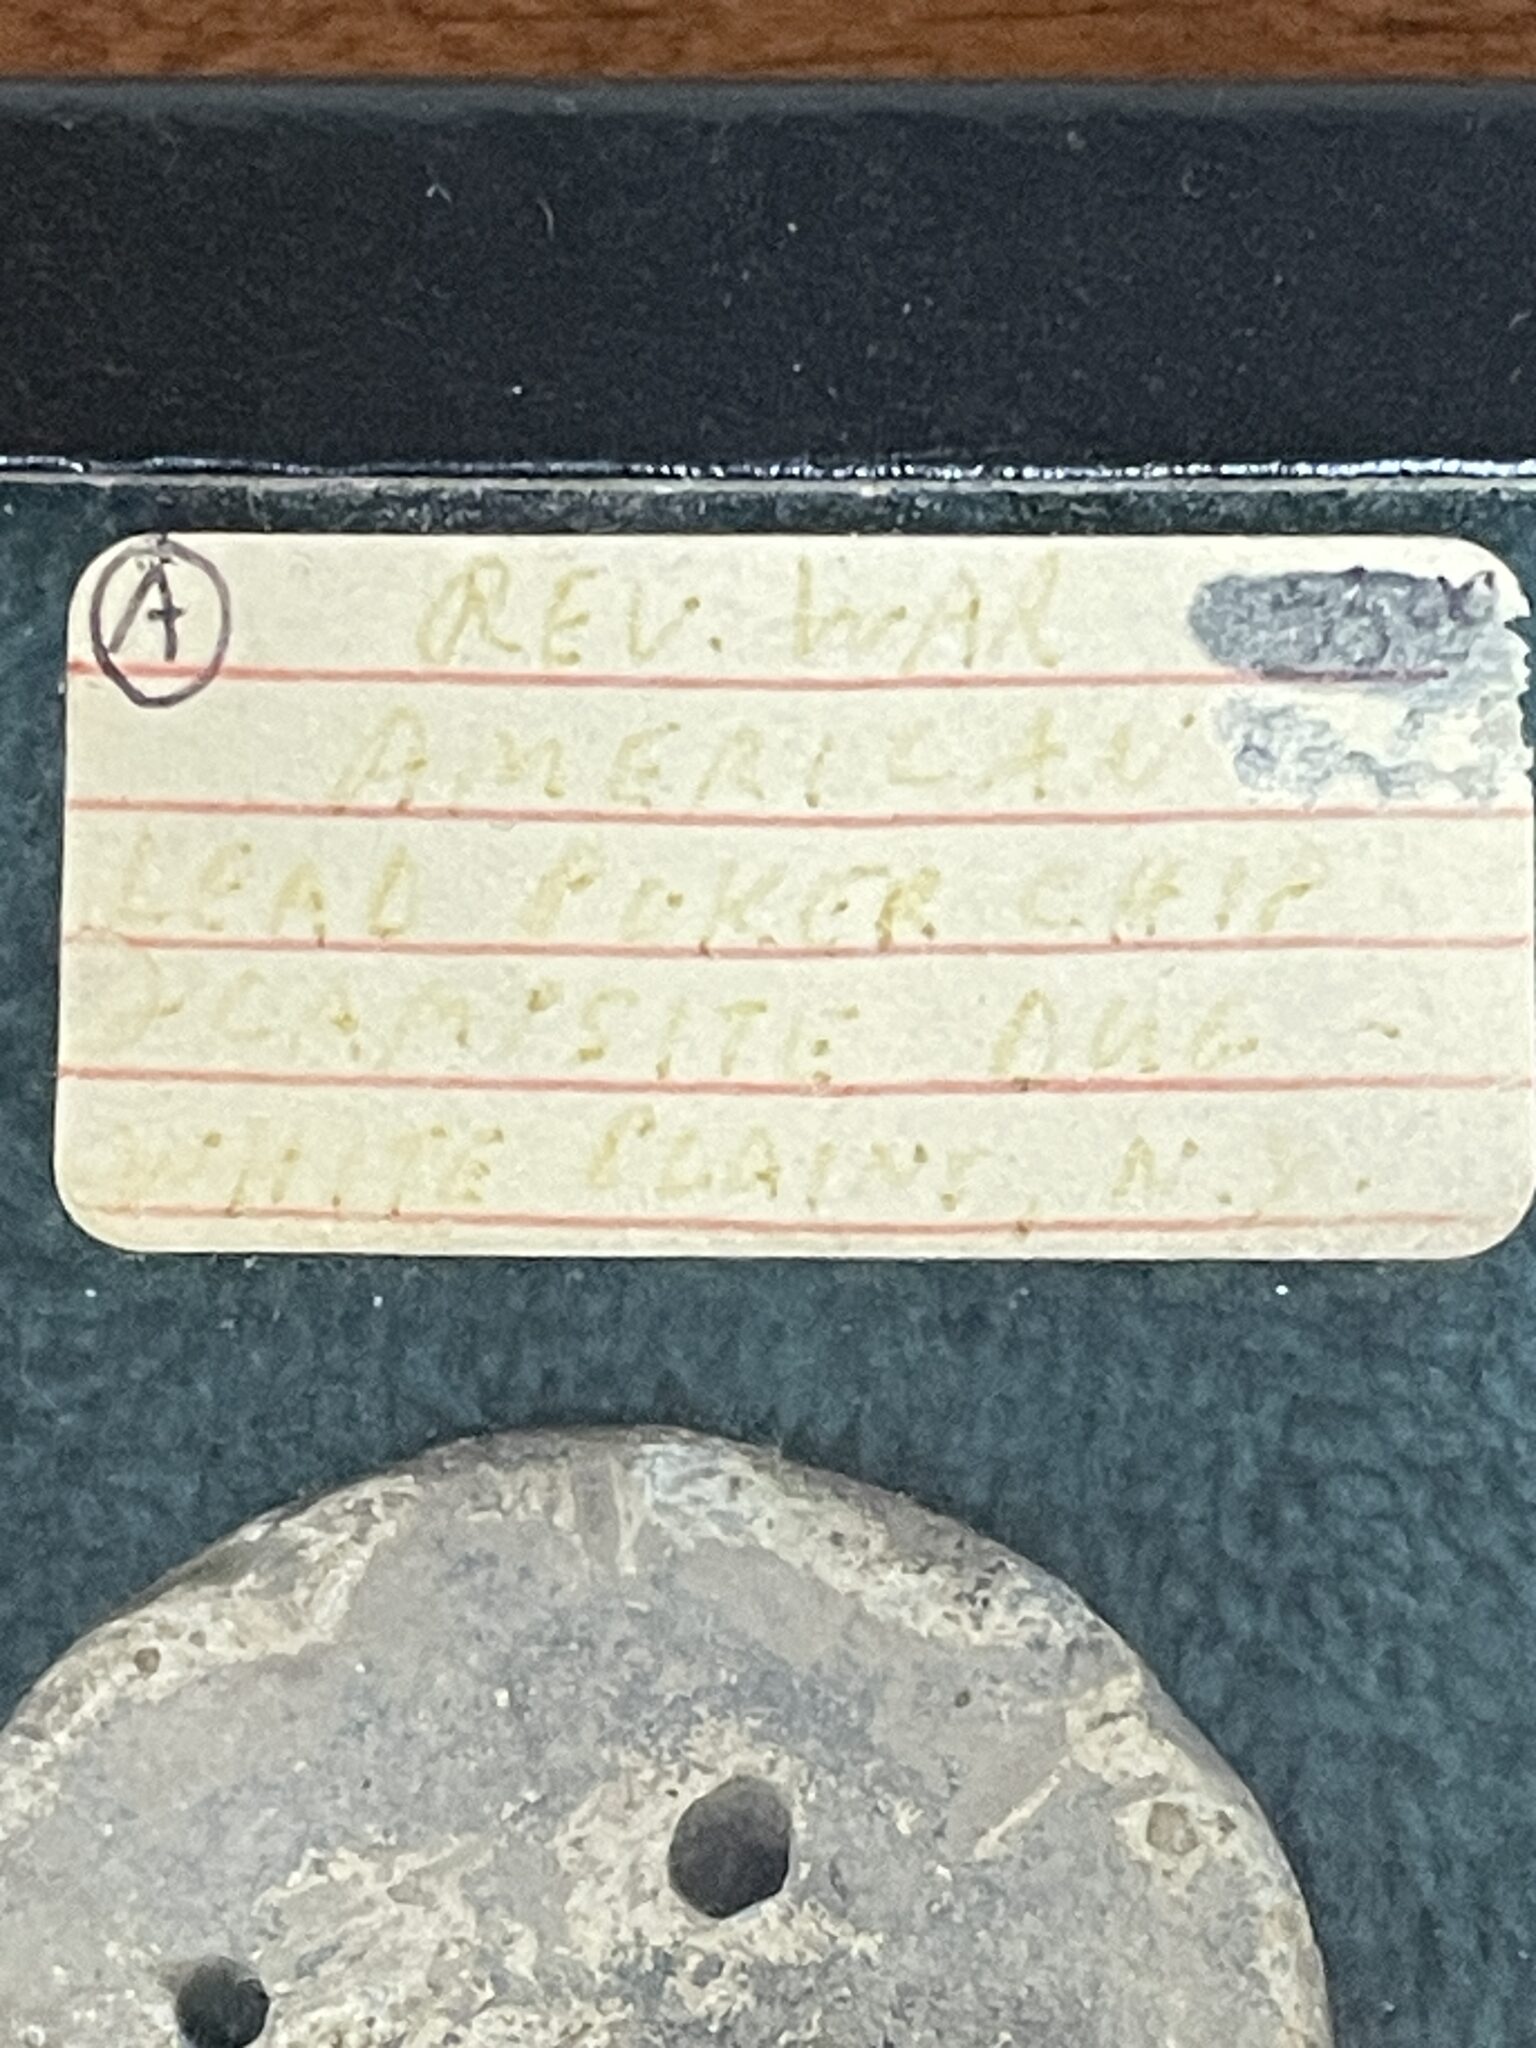 A REV. WAR
AMERICAN
LEAD POKER CHIP
CAMPSITE AUG -
WHITE PLAINS, N.Y.